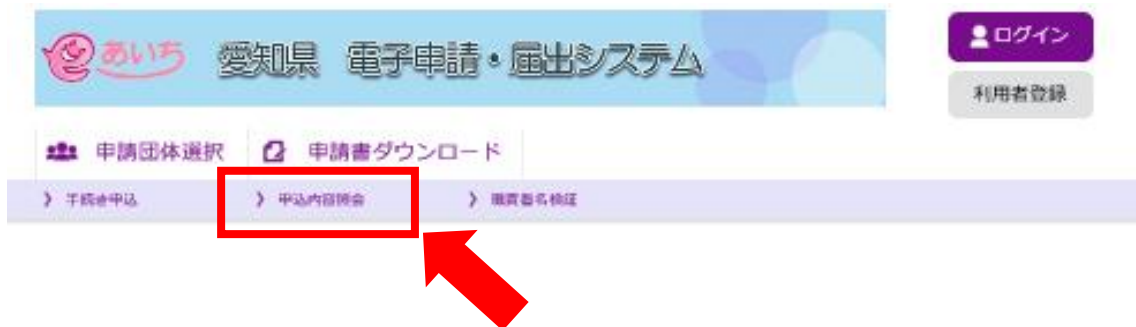 あいち 愛知県 電子申請・届出システム
ログイン
利用者登録
申請団体選択 申請書ダウンロード
》手続き申込 》申込内容照会 》職責署名検証